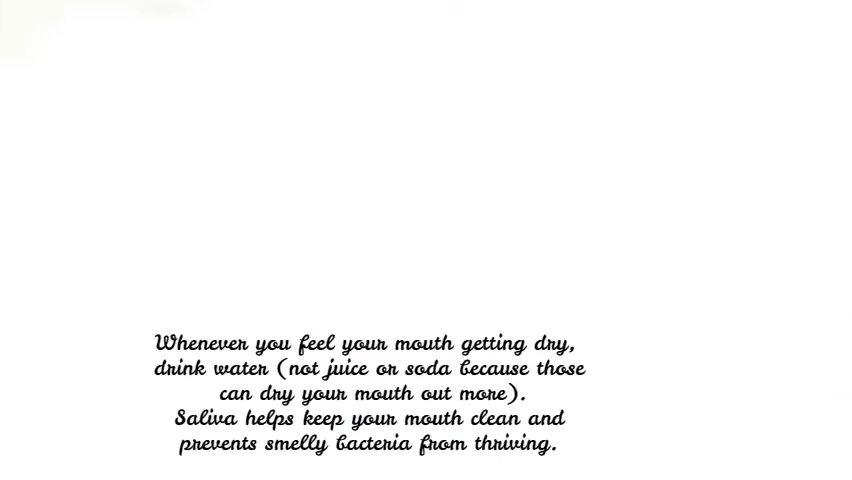 Whenever you feel your mouth getting dry,
drink water (not juice or soda because those
can dry your mouth out more).
Saliva helps keep your mouth clean and
prevents smelly bacteria from thriving.